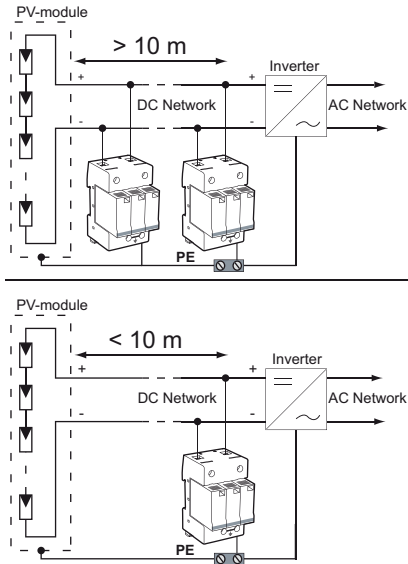 PV-module
> 10 m
Inverter
+
+
DC Network
AC Network
-
-
PE
PV-module
< 10 m
Inverter
+
+
DC Network
AC Network
-
-
PE